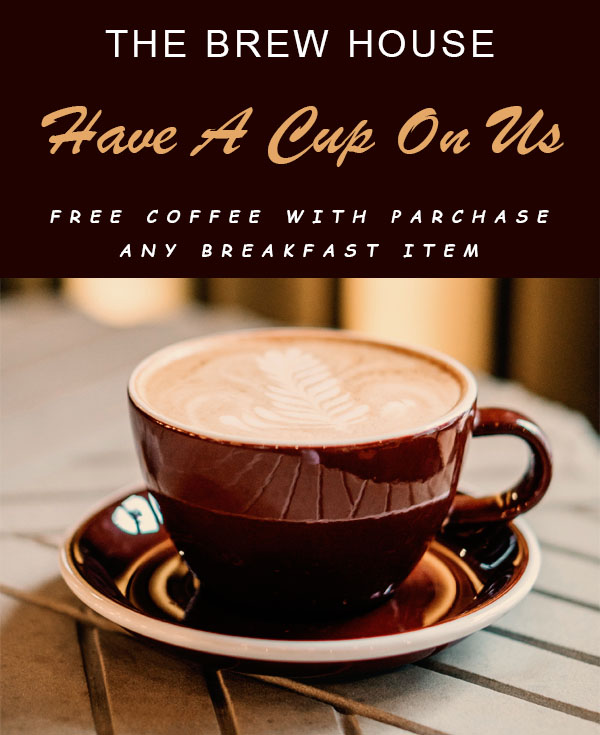 THE BREW HOUSE
Have A Cup On Us
FREE COFFEE WITH PARCHASE
ANY BREAKFAST ITEM